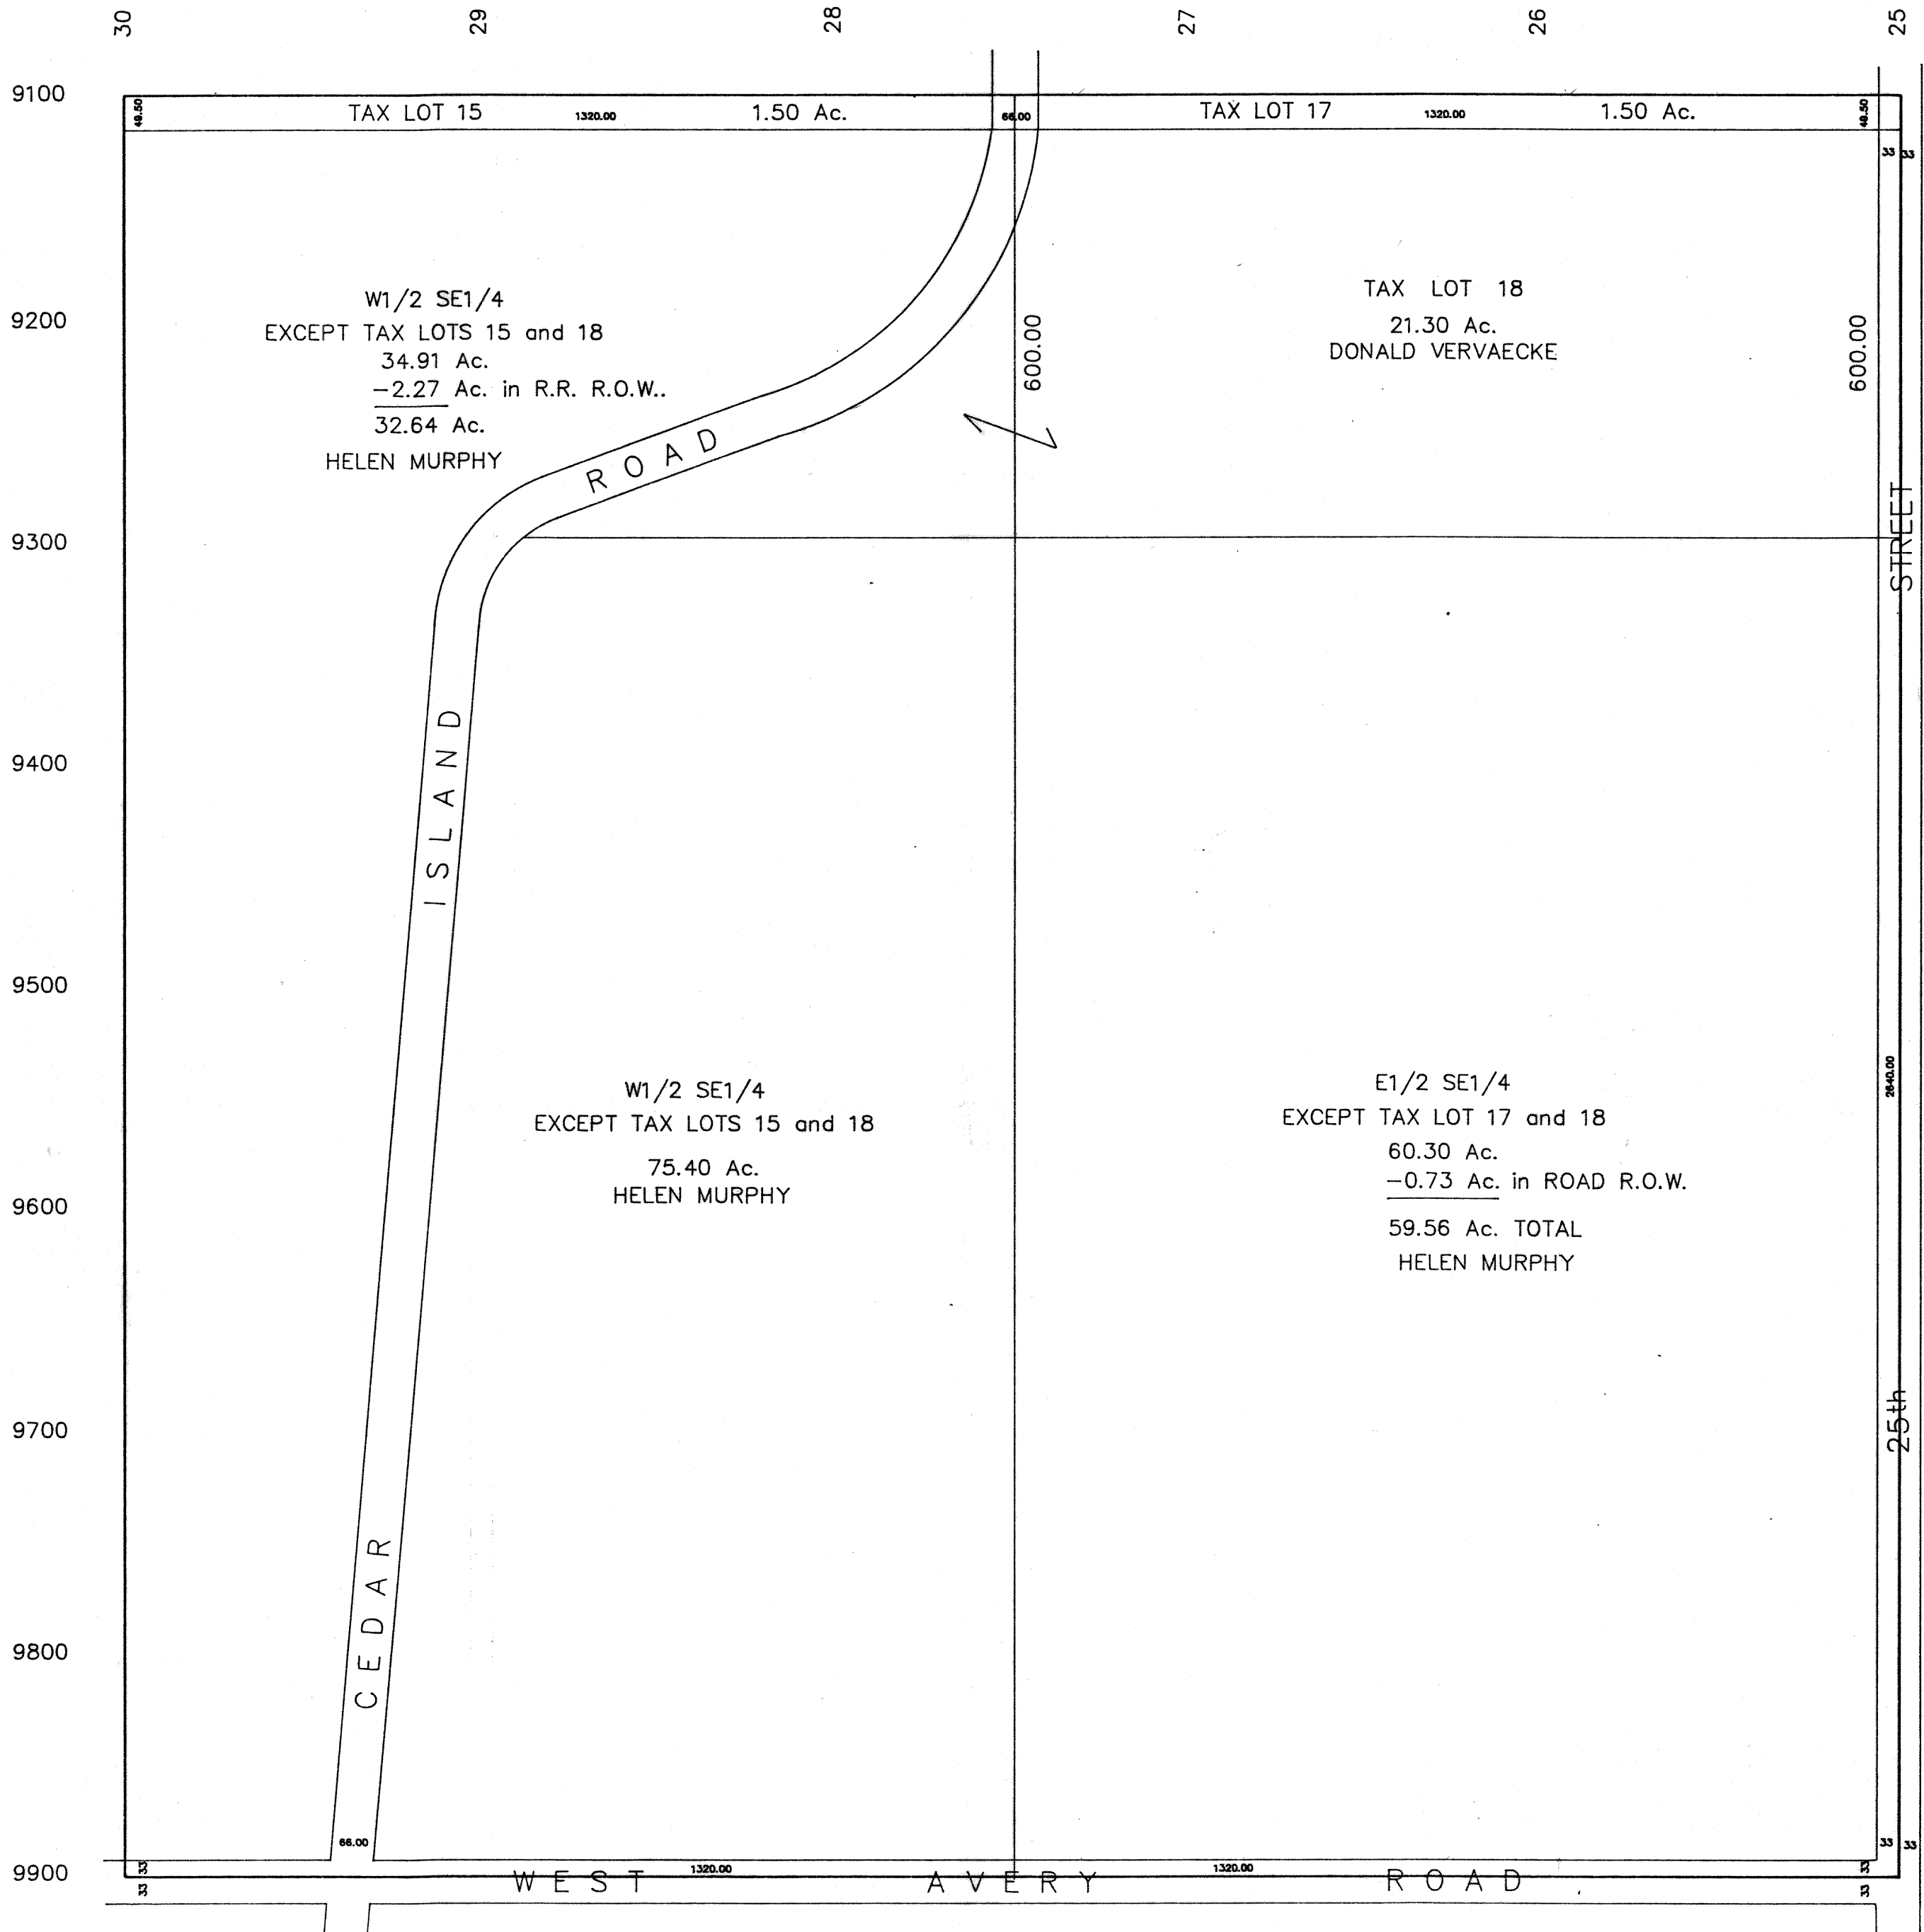 30 29 28 27 26 25
9100
49.50 TAX LOT 15 1320.00 1.50 Ac. 66.00 TAX LOT 17 1320.00 1.50 Ac. 49.50
33 33
W1/2 SE1/4
EXCEPT TAX LOTS 15 and 18
34.91 Ac.
-2.27 Ac. in R.R. R.O.W..
32.64 Ac.
HELEN MURPHY
TAX LOT 18
21.30 Ac.
DONALD VERVAECKE
600.00
600.00
9200
9300
9400
9500
9600
9700
9800
9900
CEDAR ISLAND ROAD
25th STREET
2640.00
W1/2 SE1/4
EXCEPT TAX LOTS 15 and 18
75.40 Ac.
HELEN MURPHY
E1/2 SE1/4
EXCEPT TAX LOT 17 and 18
60.30 Ac.
-0.73 Ac. in ROAD R.O.W.
59.56 Ac. TOTAL
HELEN MURPHY
66.00
33 33
33 1320.00 1320.00 33
WEST AVERY ROAD
33 33